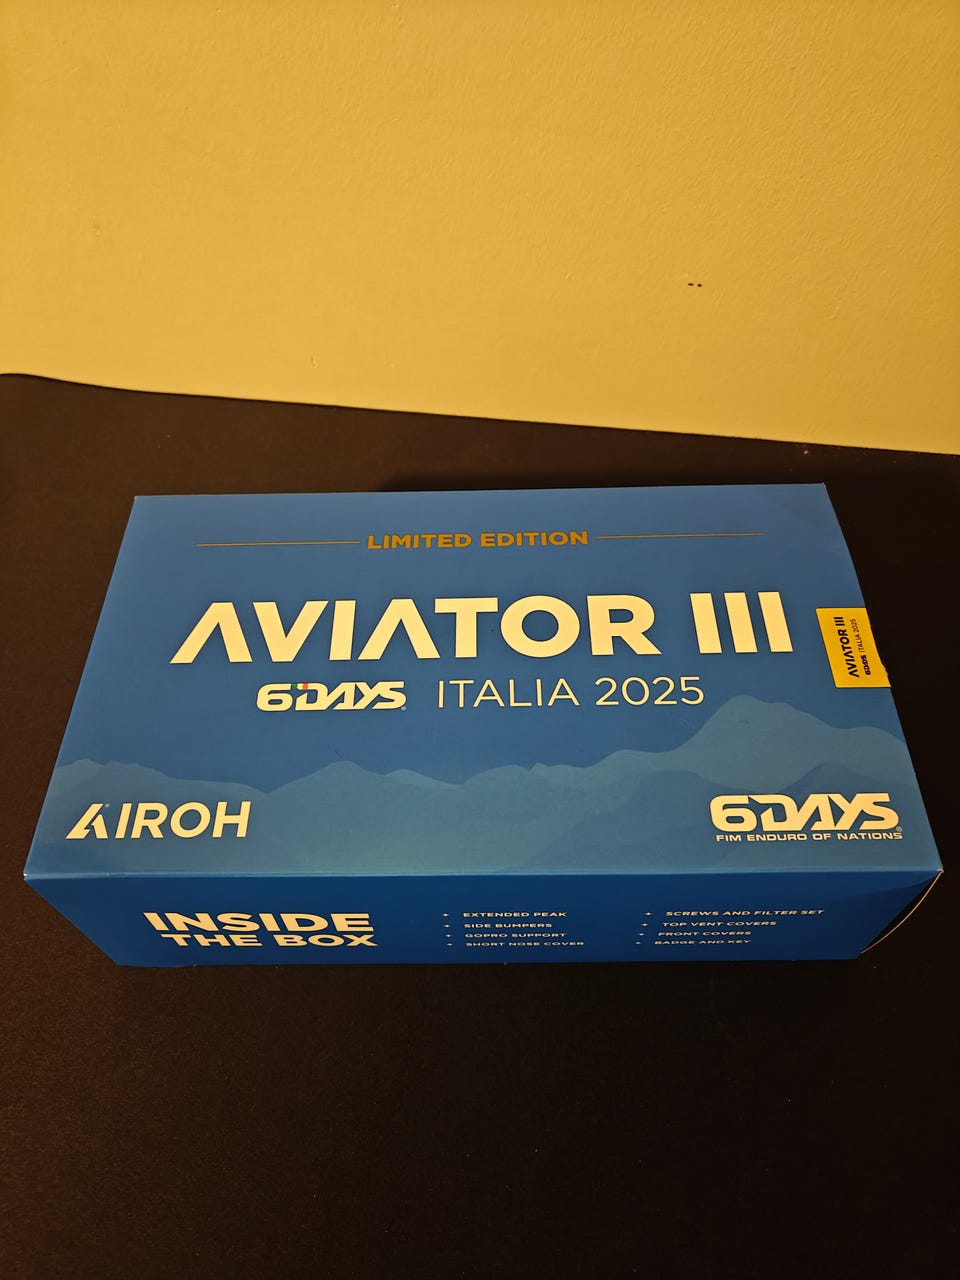 LIMITED EDITION
AVIATOR III
6DAYS® ITALIA 2025
AVIATOR III
6DAYS ITALIA 2025
AIROH
6DAYS®
FIM ENDURO OF NATIONS
INSIDE
THE BOX
+ EXTENDED PEAK
+ SIDE BUMPERS
+ GOPRO SUPPORT
+ SHORT NOSE COVER
+ SCREWS AND FILTER SET
+ TOP VENT COVERS
+ FRONT COVERS
+ BADGE AND KEY